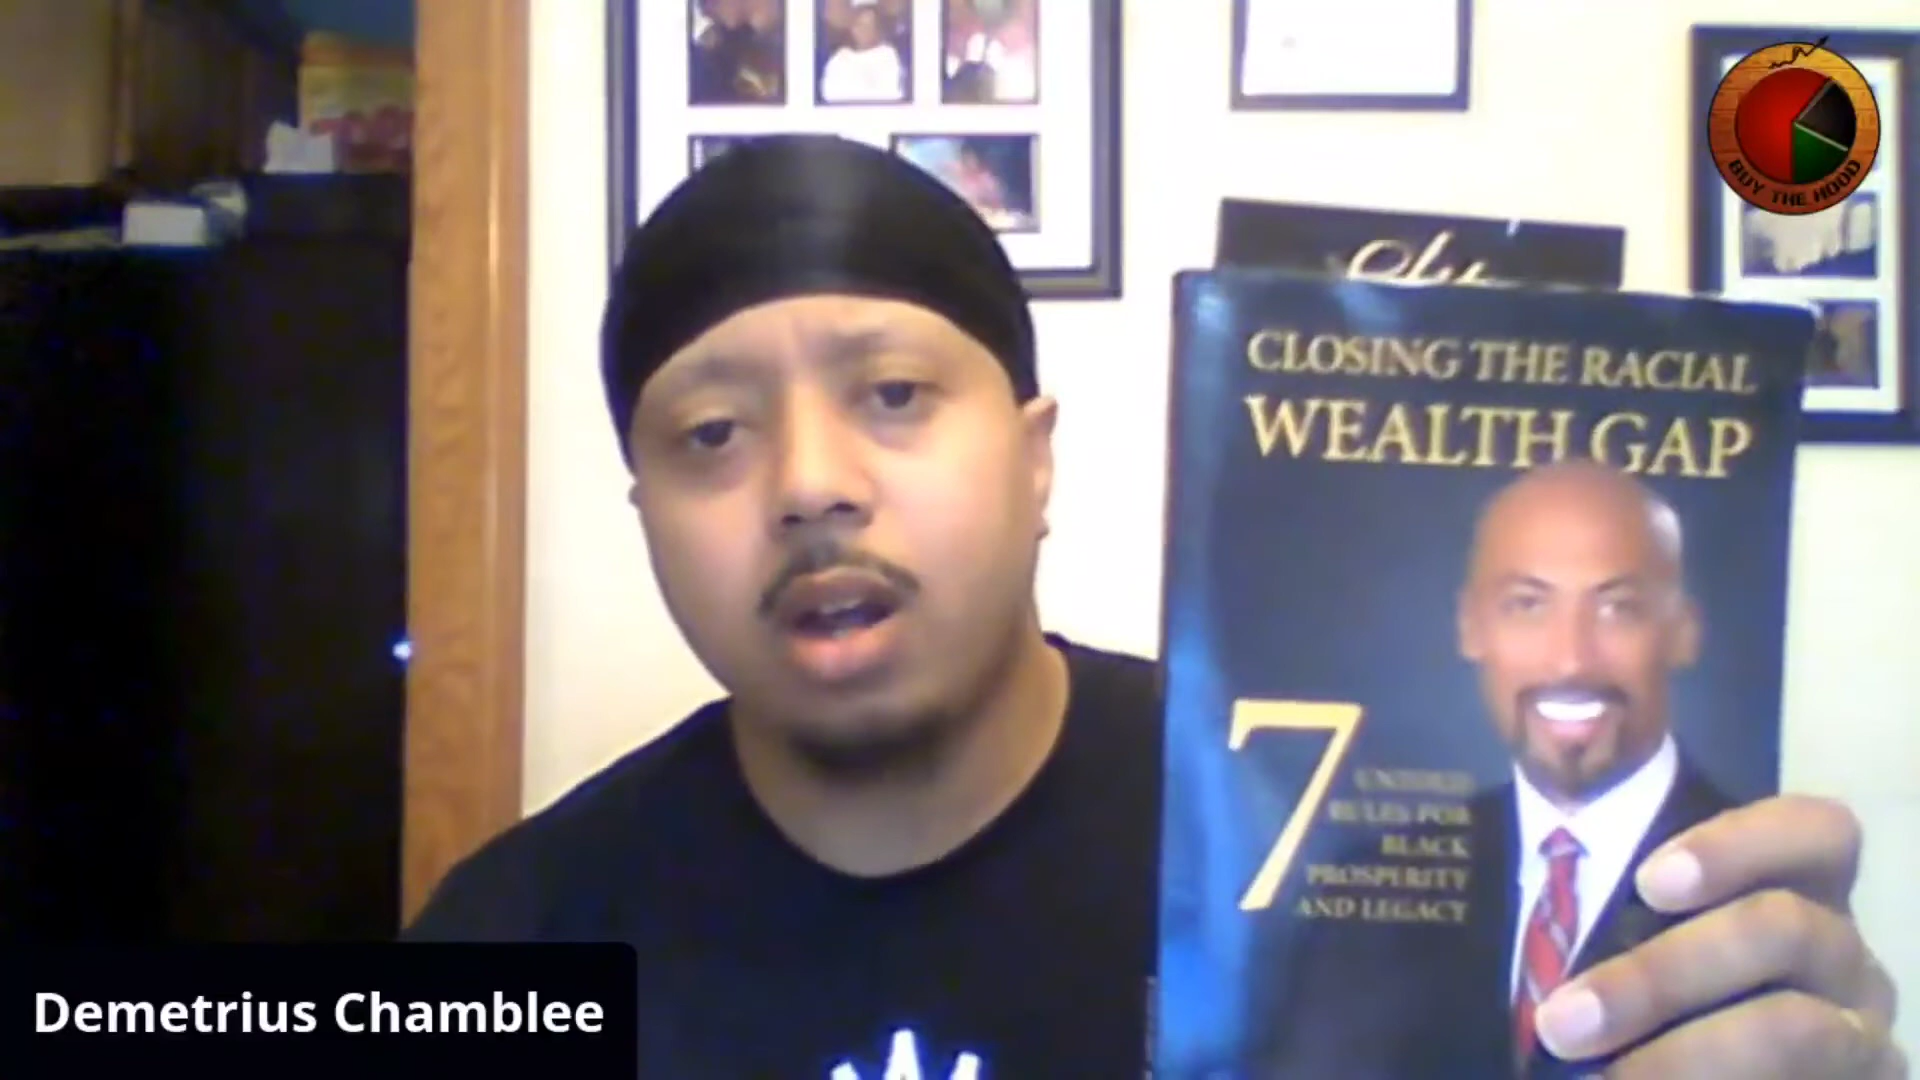 BUY THE HOOD
CLOSING THE RACIAL
WEALTH GAP
7
UNTOLD
RULES FOR
BLACK
PROSPERITY
AND LEGACY
Demetrius Chamblee